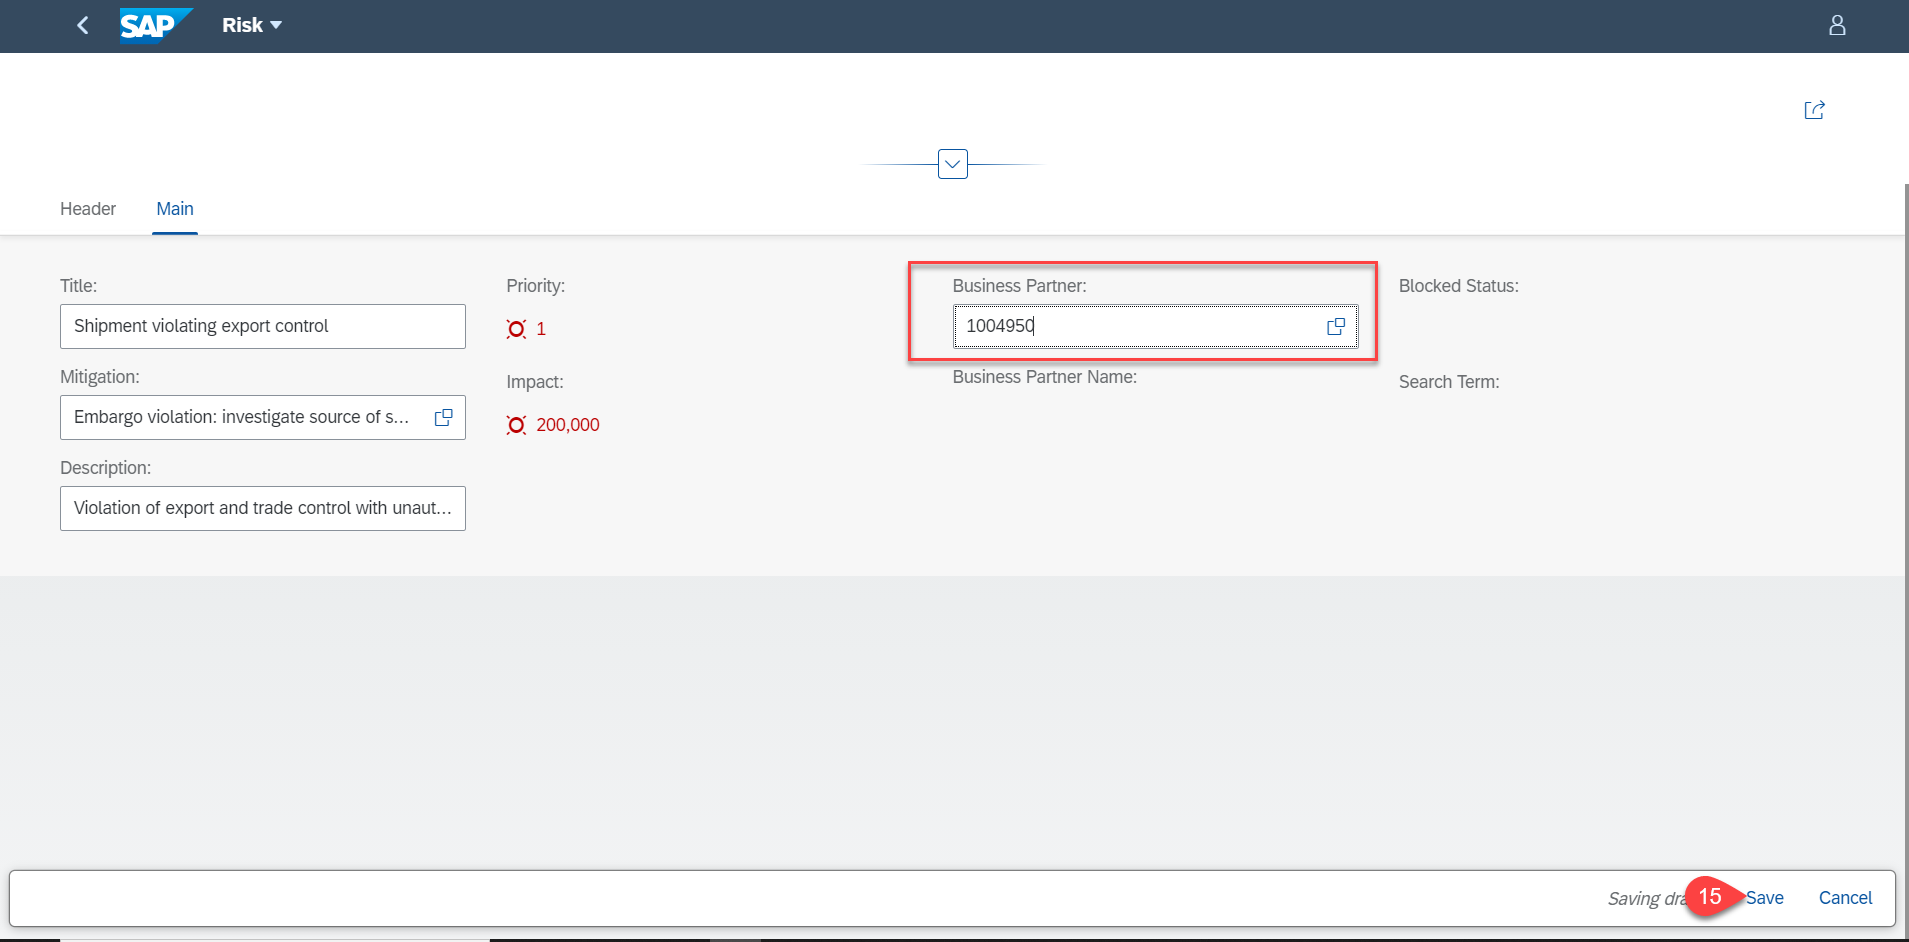 SAP Risk
Header Main
Title:
Shipment violating export control
Mitigation:
Embargo violation: investigate source of s...
Description:
Violation of export and trade control with unaut...
Priority:
1
Impact:
200,000
Business Partner:
1004950
Business Partner Name:
Blocked Status:
Search Term:
Saving 15 Save Cancel